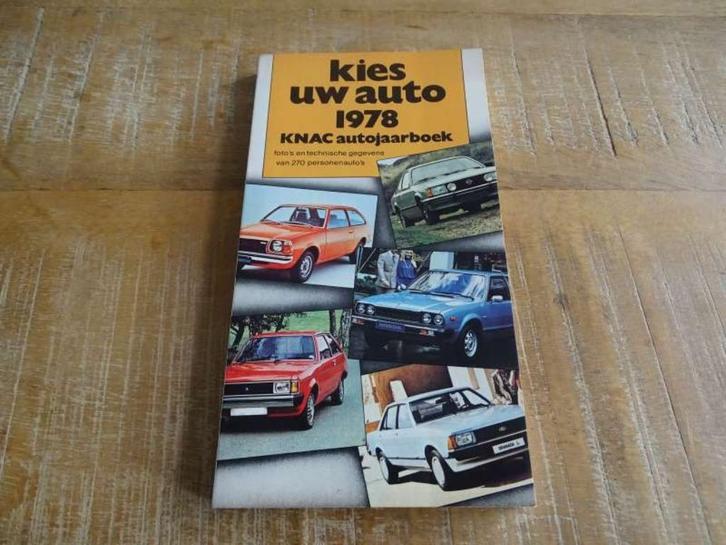 kies
uw auto
1978
KNAC autojaarboek
foto's en technische gegevens
van 270 personenauto's